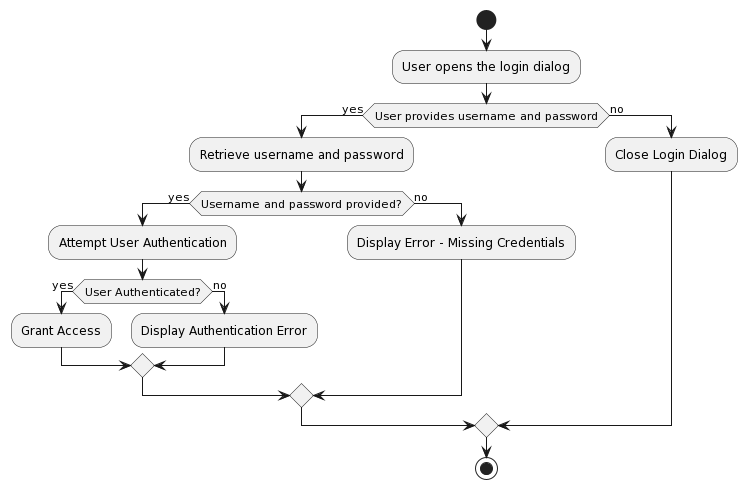 User opens the login dialog
yes
User provides username and password
no
Retrieve username and password
Close Login Dialog
yes
Username and password provided?
no
Attempt User Authentication
Display Error - Missing Credentials
yes
User Authenticated?
no
Grant Access
Display Authentication Error